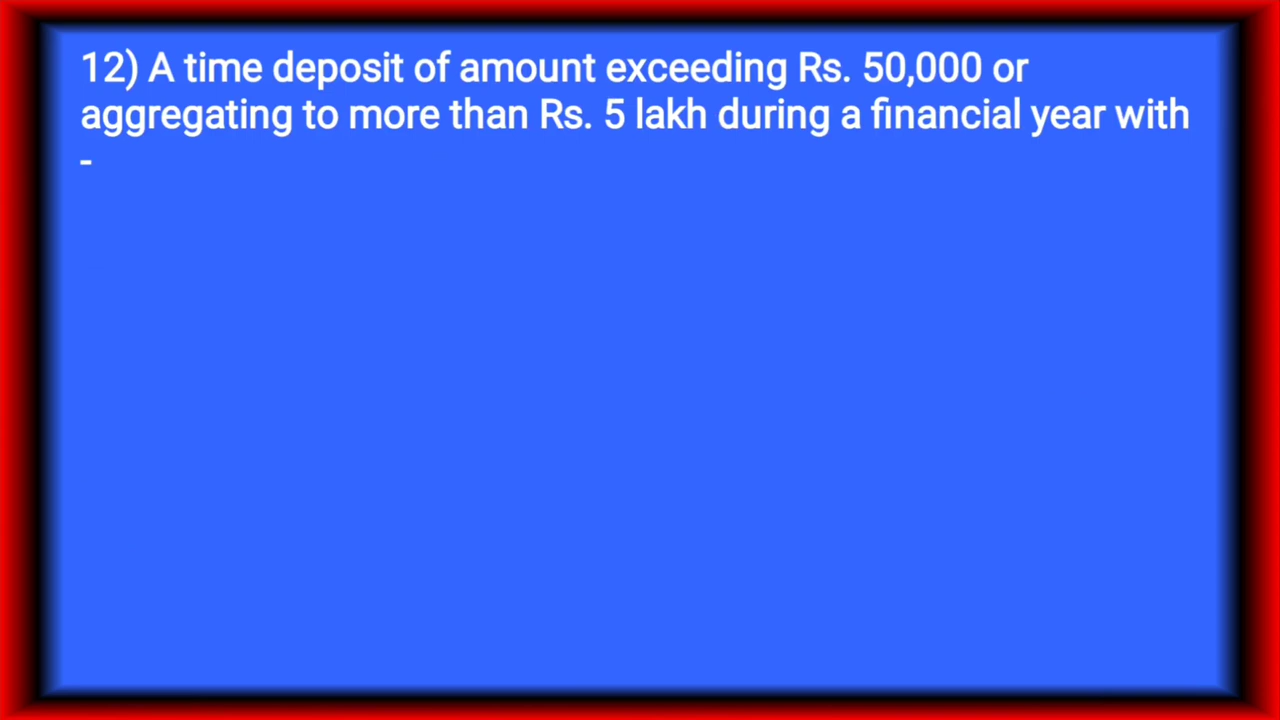 12) A time deposit of amount exceeding Rs. 50,000 or
aggregating to more than Rs. 5 lakh during a financial year with
-